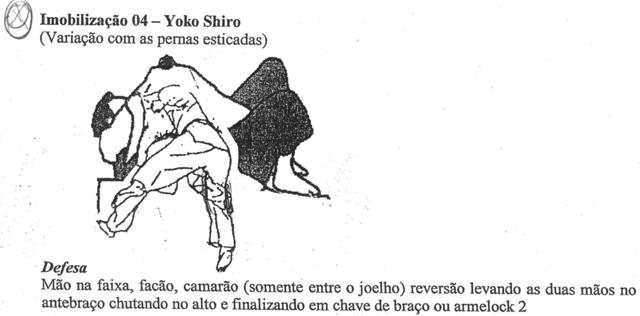 Imobilização 04 – Yoko Shiro
(Variação com as pernas esticadas)
Defesa
Mão na faixa, facão, camarão (somente entre o joelho) reversão levando as duas mãos no
antebraço chutando no alto e finalizando em chave de braço ou armelock 2